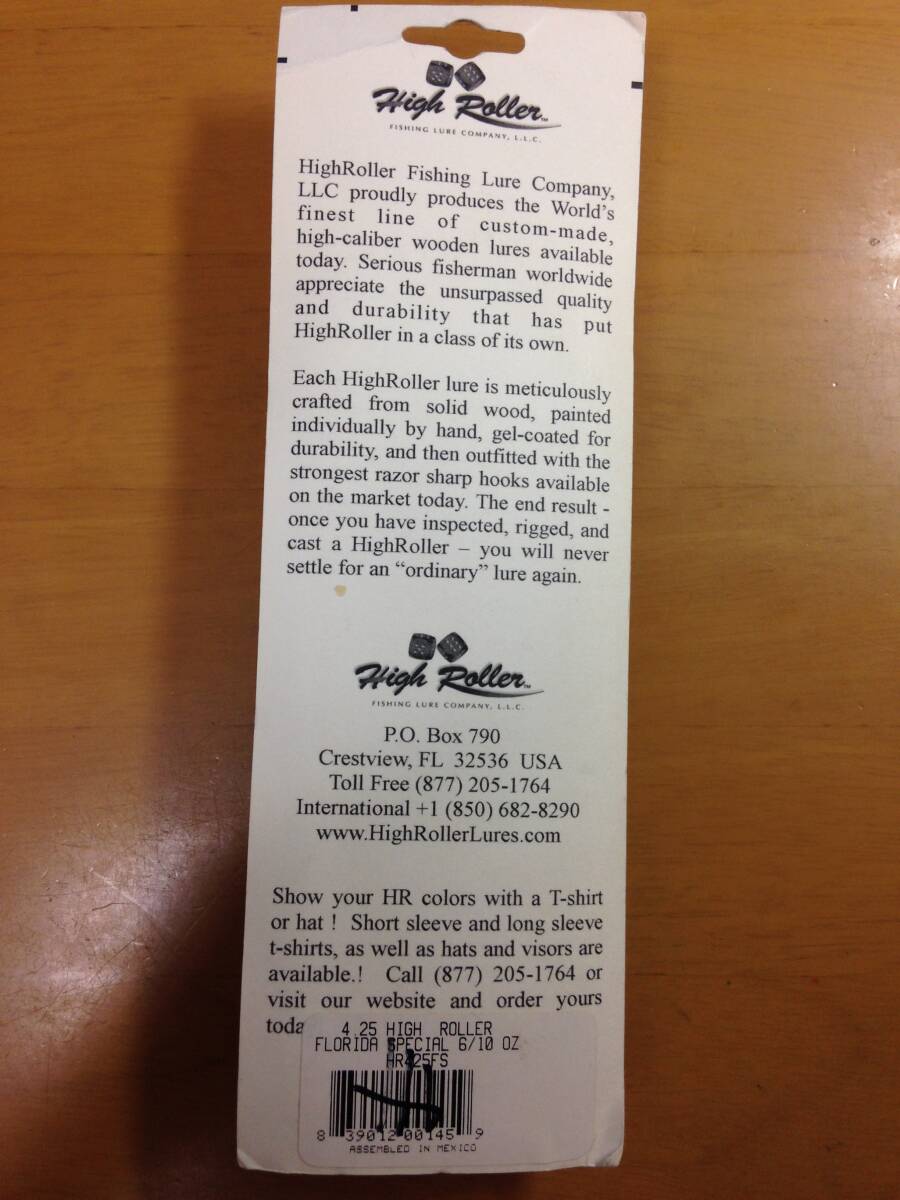 High Roller™
FISHING LURE COMPANY, L.L.C.
HighRoller Fishing Lure Company,
LLC proudly produces the World's
finest line of custom-made,
high-caliber wooden lures available
today. Serious fisherman worldwide
appreciate the unsurpassed quality
and durability that has put
HighRoller in a class of its own.
Each HighRoller lure is meticulously
crafted from solid wood, painted
individually by hand, gel-coated for
durability, and then outfitted with the
strongest razor sharp hooks available
on the market today. The end result -
once you have inspected, rigged, and
cast a HighRoller – you will never
settle for an “ordinary” lure again.
High Roller™
FISHING LURE COMPANY, L.L.C.
P.O. Box 790
Crestview, FL 32536 USA
Toll Free (877) 205-1764
International +1 (850) 682-8290
www.HighRollerLures.com
Show your HR colors with a T-shirt
or hat ! Short sleeve and long sleeve
t-shirts, as well as hats and visors are
available.! Call (877) 205-1764 or
visit our website and order yours
toda
4.25 HIGH ROLLER
FLORIDA SPECIAL 6/10 OZ
HR425FS
8 39012 00145 9
ASSEMBLED IN MEXICO